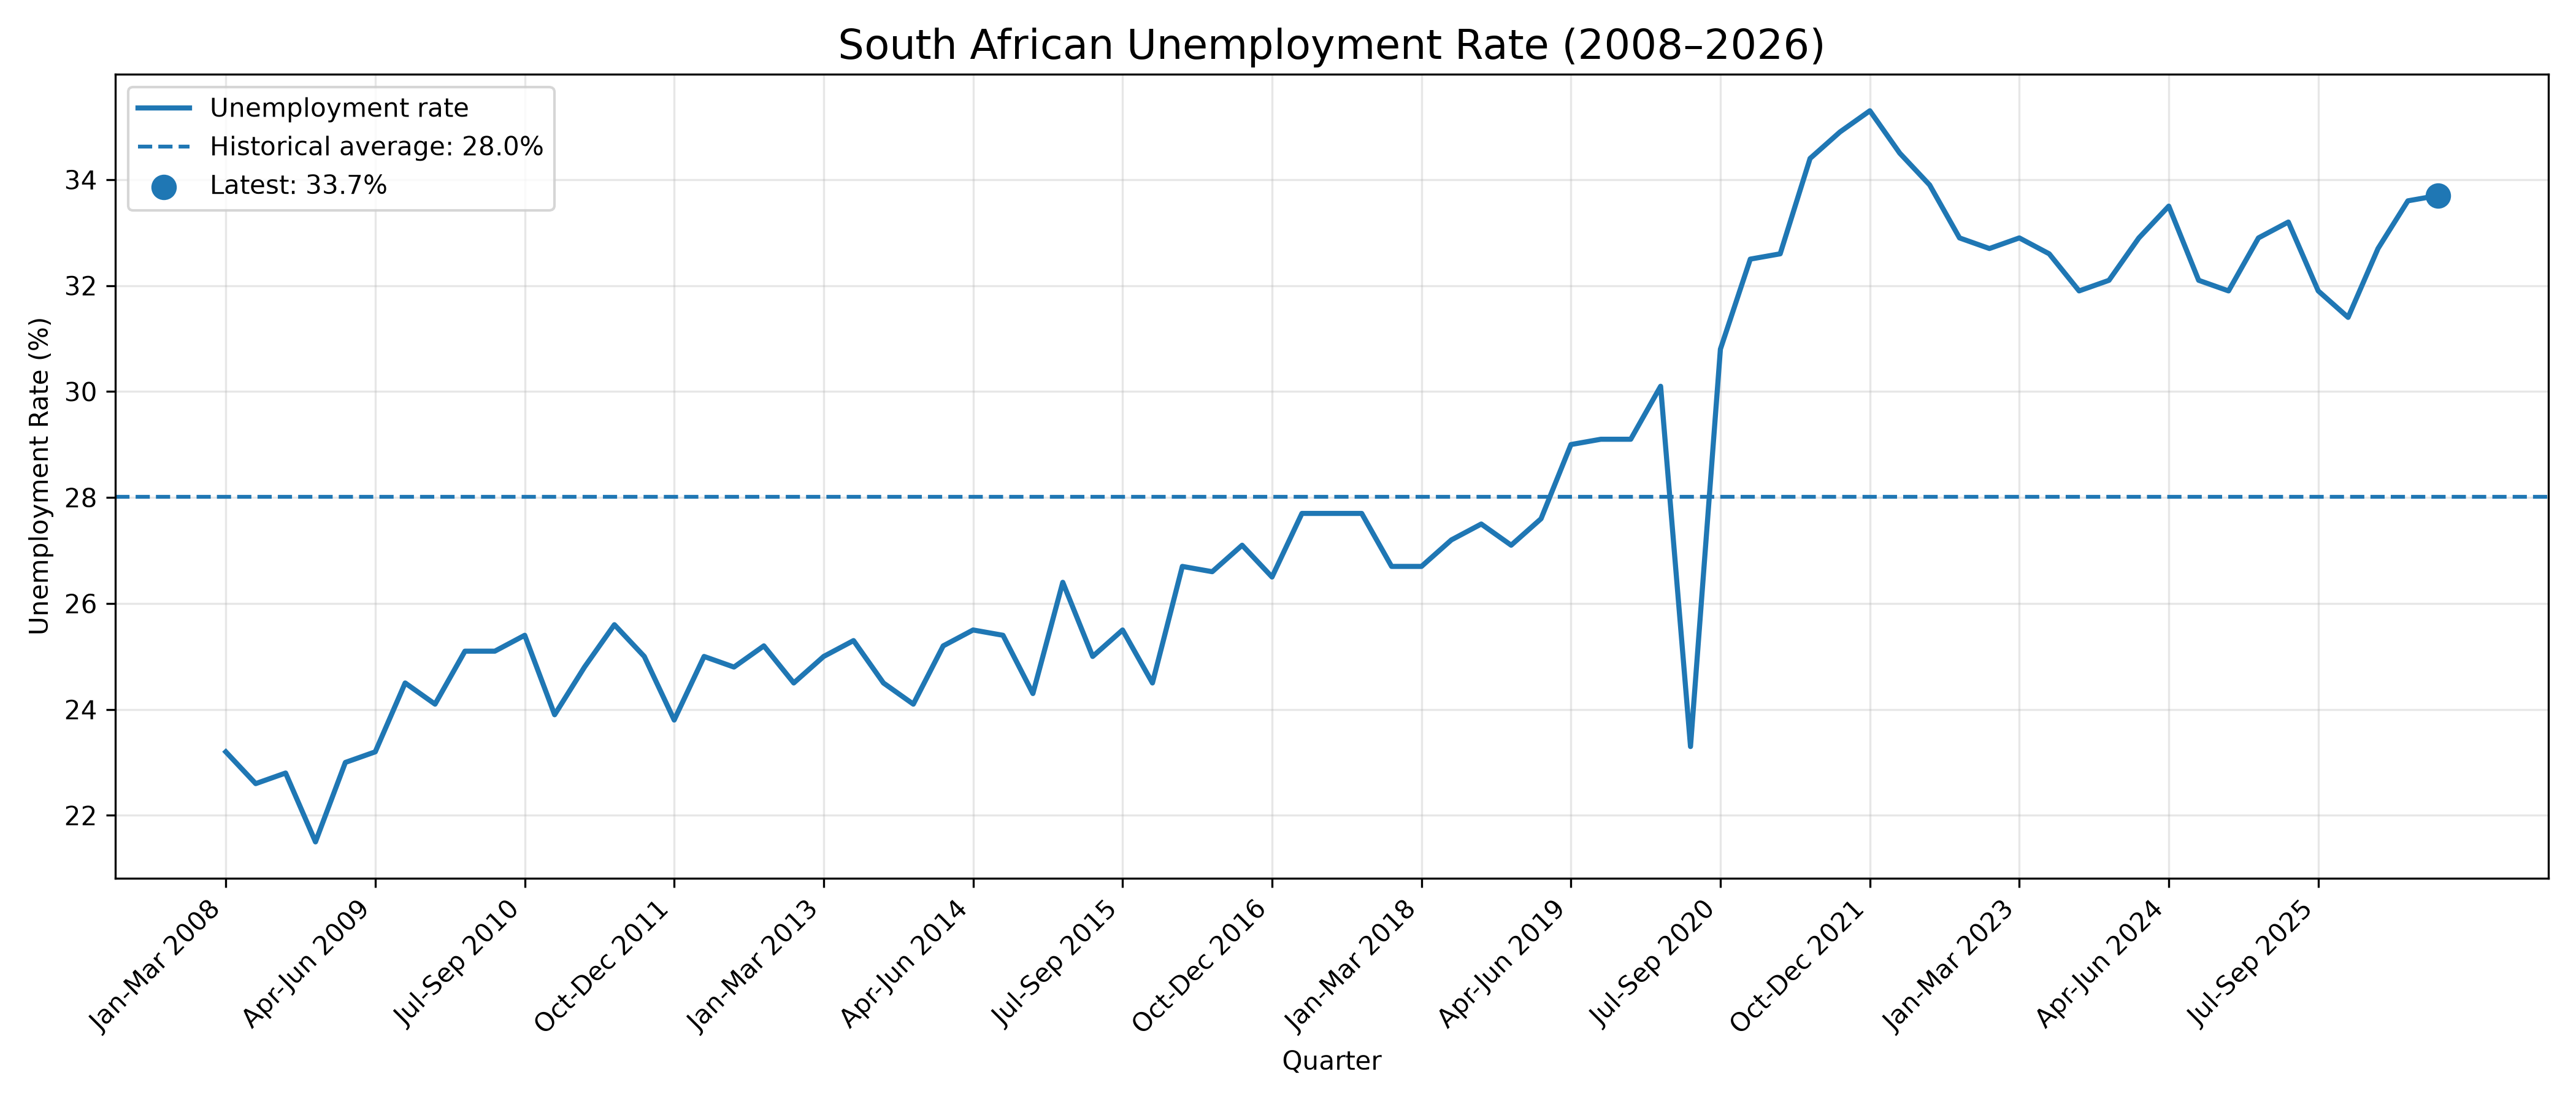 South African Unemployment Rate (2008–2026)
Unemployment rate
Historical average: 28.0%
Latest: 33.7%
Unemployment Rate (%)
34
32
30
28
26
24
22
Jan-Mar 2008
Apr-Jun 2009
Jul-Sep 2010
Oct-Dec 2011
Jan-Mar 2013
Apr-Jun 2014
Jul-Sep 2015
Oct-Dec 2016
Jan-Mar 2018
Apr-Jun 2019
Jul-Sep 2020
Oct-Dec 2021
Jan-Mar 2023
Apr-Jun 2024
Jul-Sep 2025
Quarter